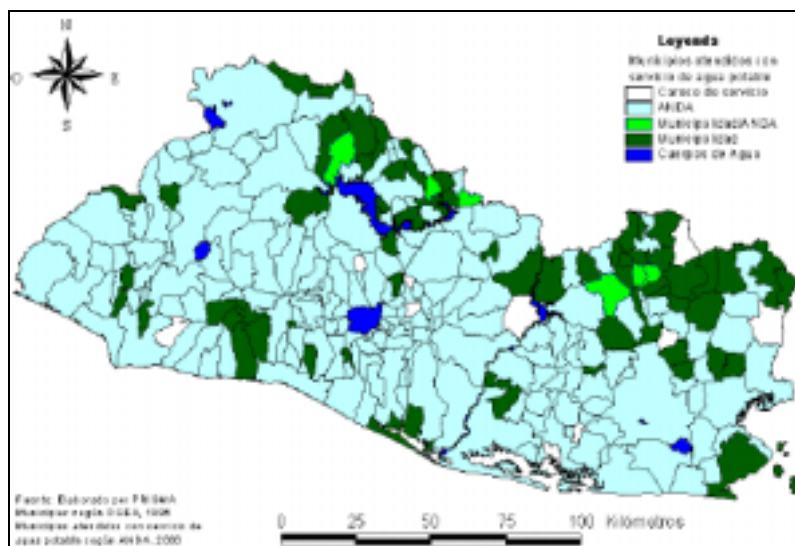 N
O
E
S
Leyenda
Municipios atendidos con
servicio de agua potable
Carece de servicio
ANDA
Municipalidad/ANDA
Municipalidad
Cuerpos de Agua
Fuente: Elaborado por PRISMA
Municipios según DGEA, 1996
Municipios atendidos con servicio de
agua potable según ANDA, 2000
0 25 50 75 100 Kilómetros